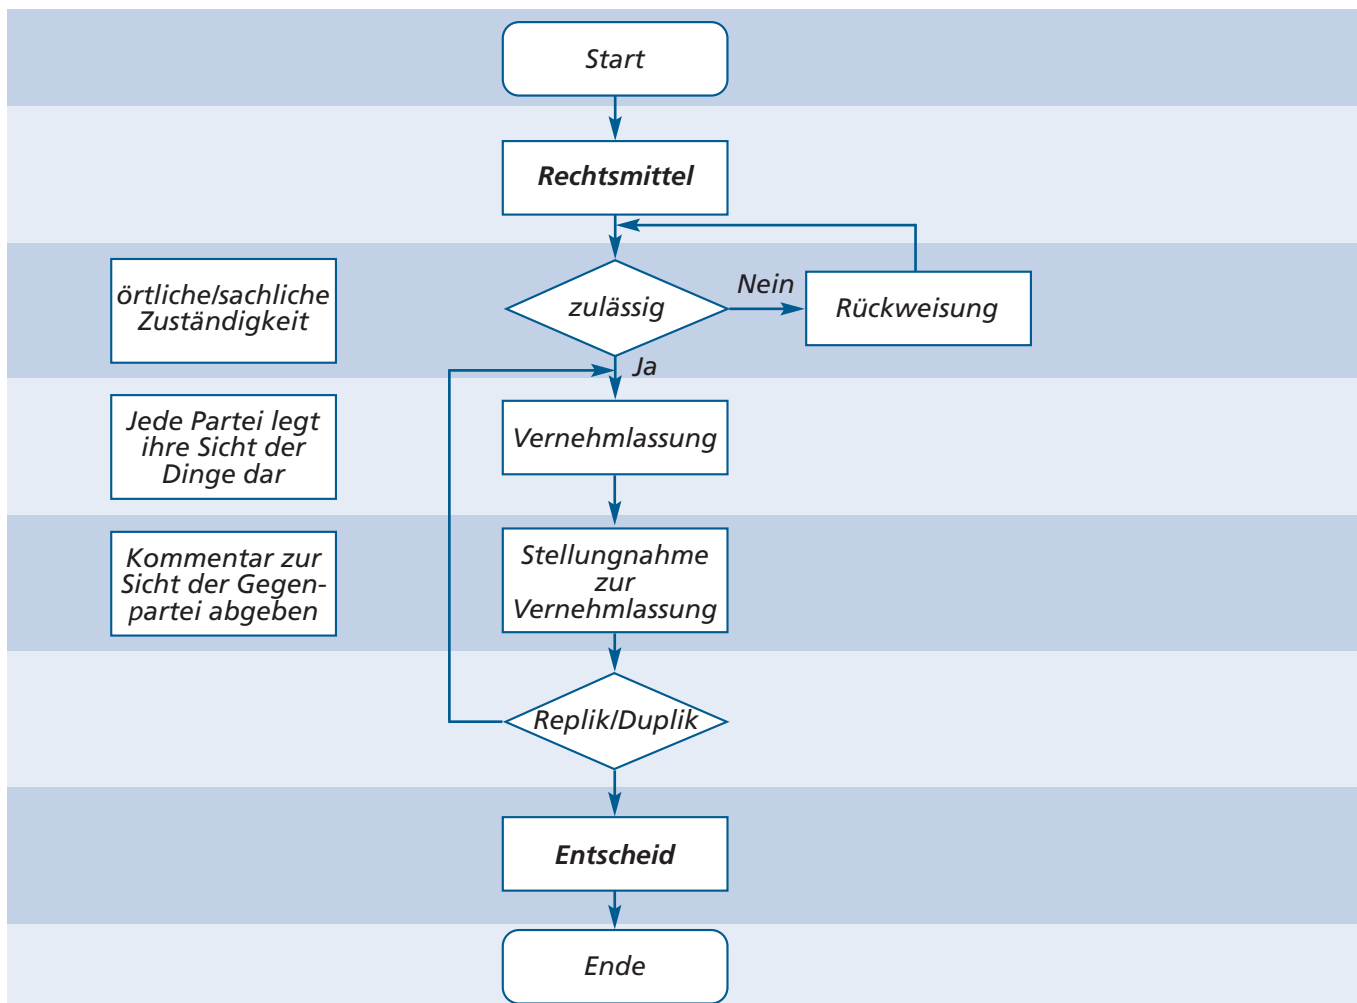 Start
Rechtsmittel
örtliche/sachliche
Zuständigkeit
zulässig
Nein
Rückweisung
Ja
Jede Partei legt
ihre Sicht der
Dinge dar
Vernehmlassung
Kommentar zur
Sicht der Gegen-
partei abgeben
Stellungnahme
zur
Vernehmlassung
Replik/Duplik
Entscheid
Ende